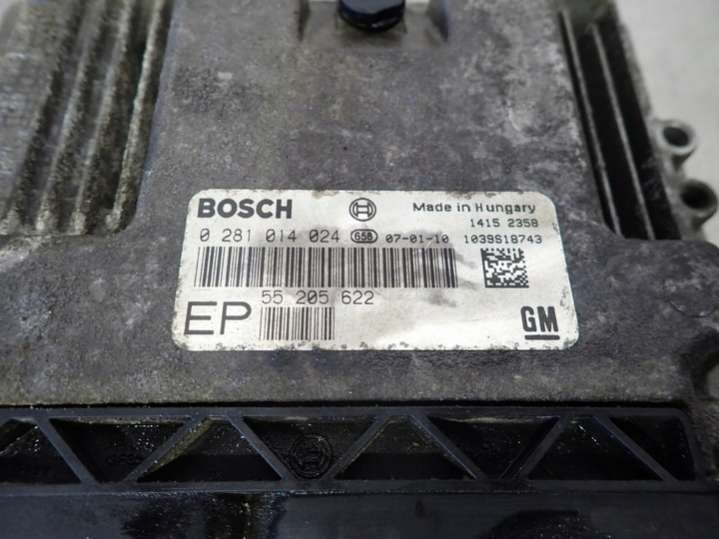 BOSCH Made in Hungary
1415 2358
0 281 014 024 658 07-01-10 1039S18743
55 205 622
EP GM